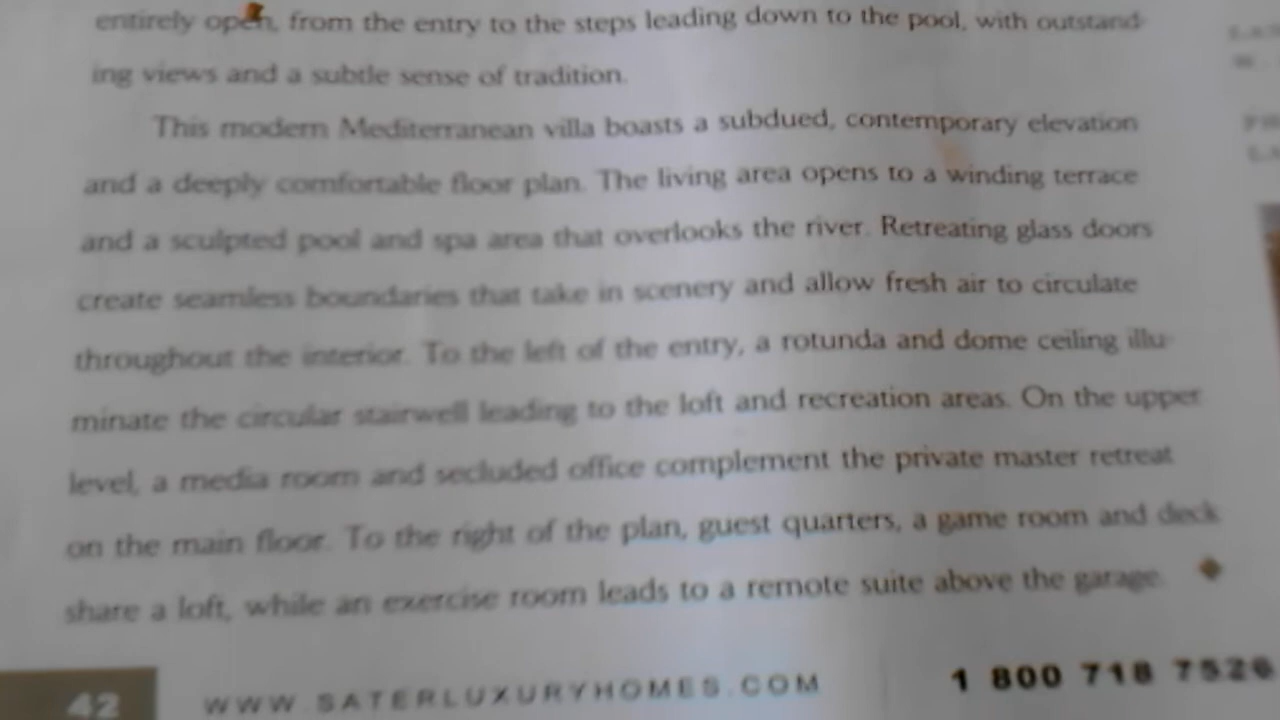 entirely open, from the entry to the steps leading down to the pool, with outstand-
ing views and a subtle sense of tradition.
This modern Mediterranean villa boasts a subdued, contemporary elevation
and a deeply comfortable floor plan. The living area opens to a winding terrace
and a sculpted pool and spa area that overlooks the river. Retreating glass doors
create seamless boundaries that take in scenery and allow fresh air to circulate
throughout the interior. To the left of the entry, a rotunda and dome ceiling illu-
minate the circular stairwell leading to the loft and recreation areas. On the upper
level, a media room and secluded office complement the private master retreat
on the main floor. To the right of the plan, guest quarters, a game room and deck
share a loft, while an exercise room leads to a remote suite above the garage.
42 WWW.SATERLUXURYHOMES.COM 1 800 718 7526